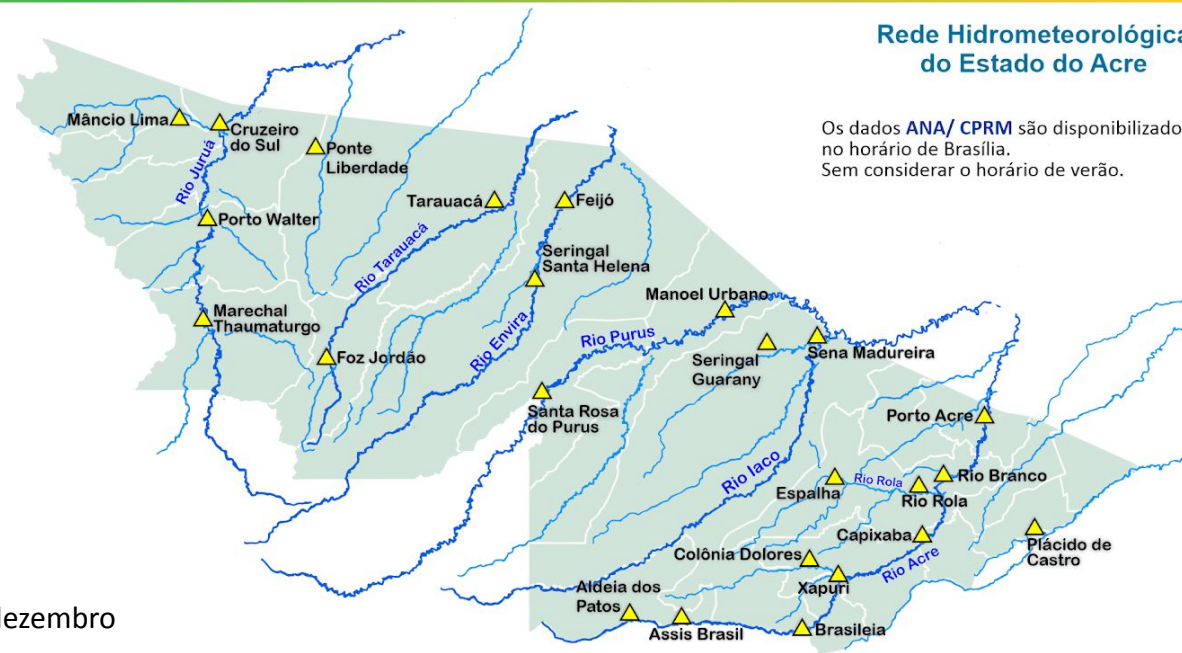 Rede Hidrometeorológica
do Estado do Acre
Os dados ANA/ CPRM são disponibilizado
no horário de Brasília.
Sem considerar o horário de verão.
Mâncio Lima
Cruzeiro
do Sul
Ponte
Liberdade
Rio Juruá
Tarauacá
Feijó
Porto Walter
Rio Tarauacá
Seringal
Santa Helena
Manoel Urbano
Marechal
Thaumaturgo
Foz Jordão
Rio Envira
Rio Purus
Seringal
Guarany
Sena Madureira
Santa Rosa
do Purus
Porto Acre
Rio Iaco
Espalha
Rio Rola
Rio Rola
Rio Branco
Capixaba
Plácido de
Castro
Colônia Dolores
Rio Acre
Xapuri
Aldeia dos
Patos
Assis Brasil
Brasileia
dezembro